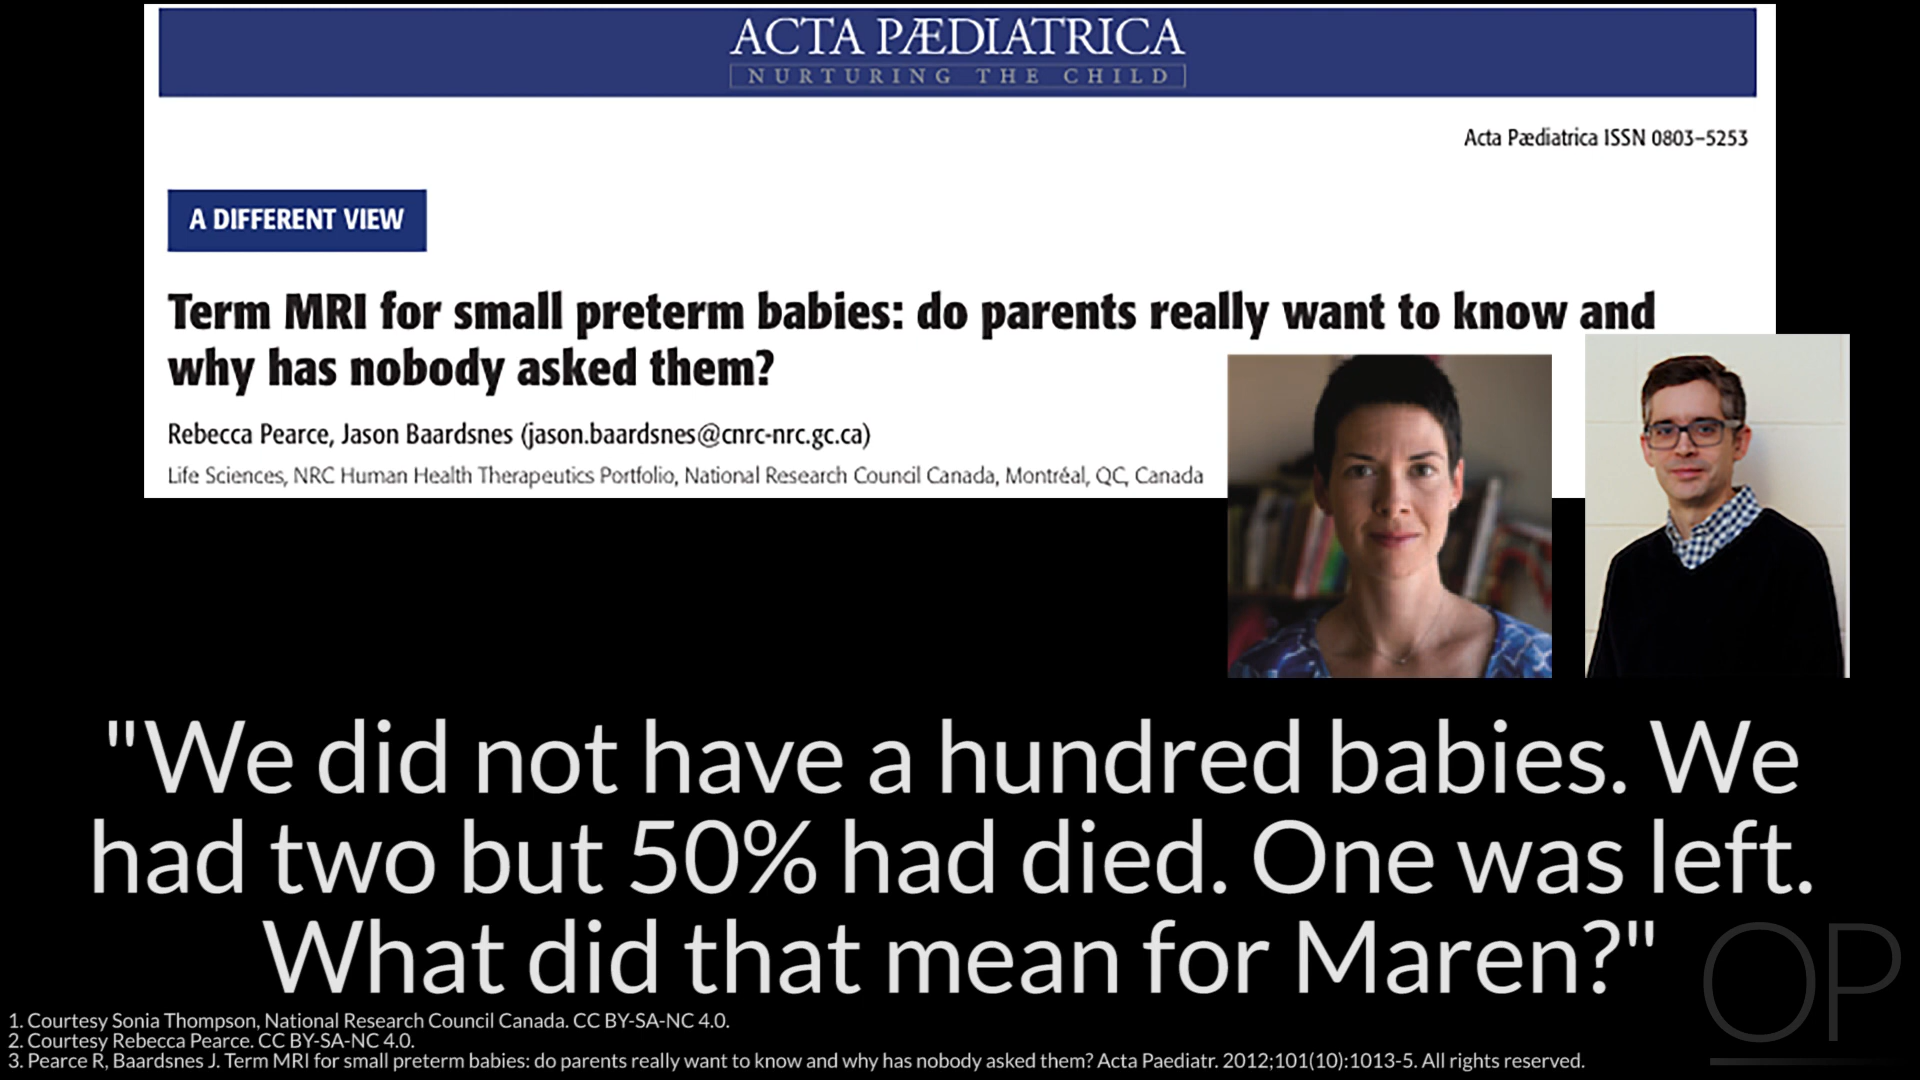 ACTA PÆDIATRICA
NURTURING THE CHILD
Acta Pædiatrica ISSN 0803–5253
A DIFFERENT VIEW
Term MRI for small preterm babies: do parents really want to know and
why has nobody asked them?
Rebecca Pearce, Jason Baardsnes (jason.baardsnes@cnrc-nrc.gc.ca)
Life Sciences, NRC Human Health Therapeutics Portfolio, National Research Council Canada, Montréal, QC, Canada
"We did not have a hundred babies. We
had two but 50% had died. One was left.
What did that mean for Maren?"
OP
1. Courtesy Sonia Thompson, National Research Council Canada. CC BY-SA-NC 4.0.
2. Courtesy Rebecca Pearce. CC BY-SA-NC 4.0.
3. Pearce R, Baardsnes J. Term MRI for small preterm babies: do parents really want to know and why has nobody asked them? Acta Paediatr. 2012;101(10):1013-5. All rights reserved.